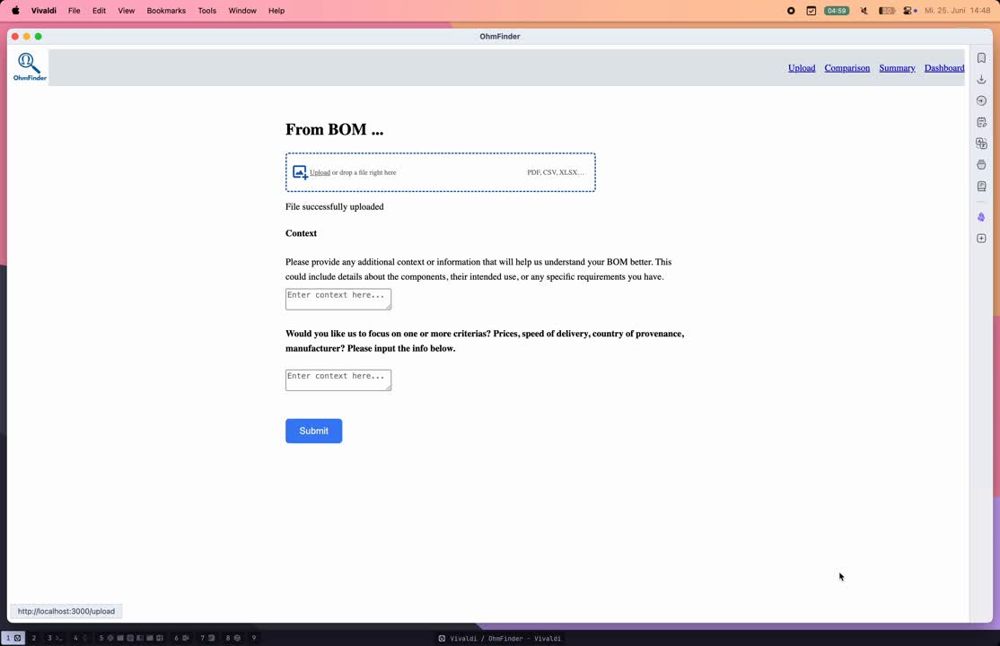 Vivaldi File Edit View Bookmarks Tools Window Help 04:59 Mi. 25. Juni 14:48
OhmFinder
OhmFinder
Upload Comparison Summary Dashboard
From BOM ...
Upload or drop a file right here PDF, CSV, XLSX...
File successfully uploaded
Context
Please provide any additional context or information that will help us understand your BOM better. This
could include details about the components, their intended use, or any specific requirements you have.
Enter context here...
Would you like us to focus on one or more criterias? Prices, speed of delivery, country of provenance,
manufacturer? Please input the info below.
Enter context here...
Submit
http://localhost:3000/upload
1 2 3 4 5 6 7 8 9 Vivaldi / OhmFinder - Vivaldi